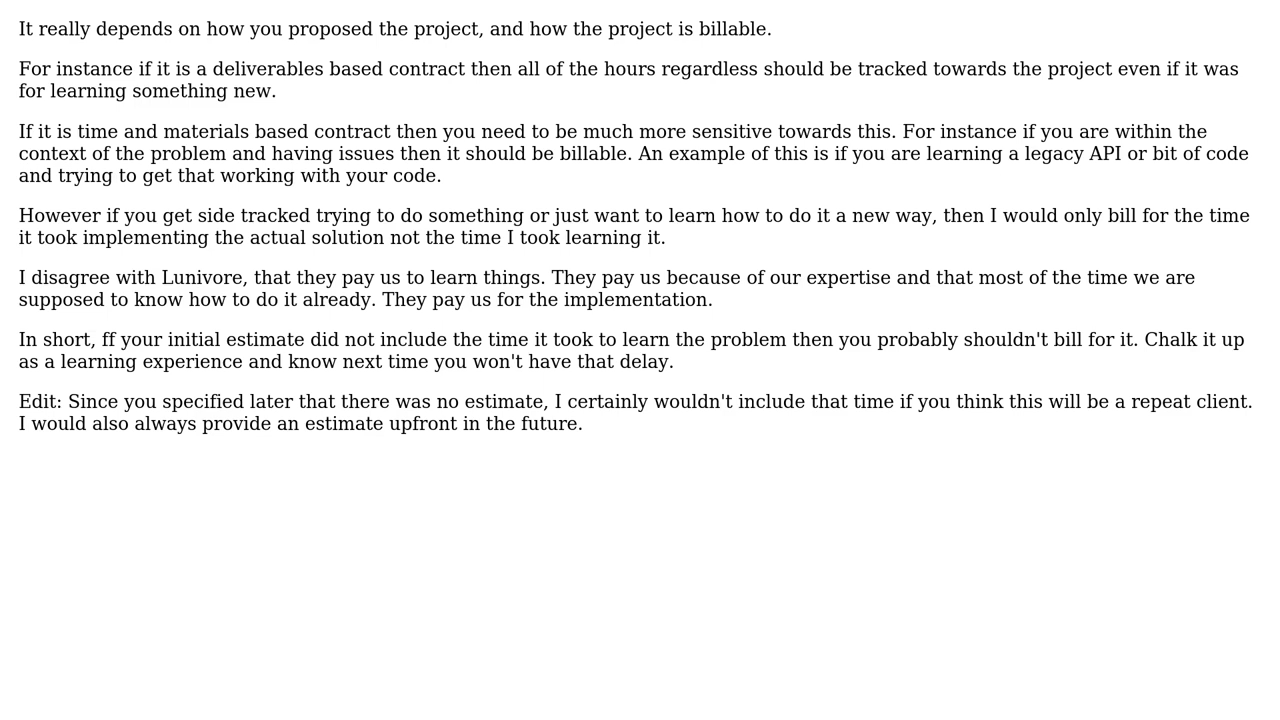 It really depends on how you proposed the project, and how the project is billable.
For instance if it is a deliverables based contract then all of the hours regardless should be tracked towards the project even if it was
for learning something new.
If it is time and materials based contract then you need to be much more sensitive towards this. For instance if you are within the
context of the problem and having issues then it should be billable. An example of this is if you are learning a legacy API or bit of code
and trying to get that working with your code.
However if you get side tracked trying to do something or just want to learn how to do it a new way, then I would only bill for the time
it took implementing the actual solution not the time I took learning it.
I disagree with Lunivore, that they pay us to learn things. They pay us because of our expertise and that most of the time we are
supposed to know how to do it already. They pay us for the implementation.
In short, ff your initial estimate did not include the time it took to learn the problem then you probably shouldn't bill for it. Chalk it up
as a learning experience and know next time you won't have that delay.
Edit: Since you specified later that there was no estimate, I certainly wouldn't include that time if you think this will be a repeat client.
I would also always provide an estimate upfront in the future.